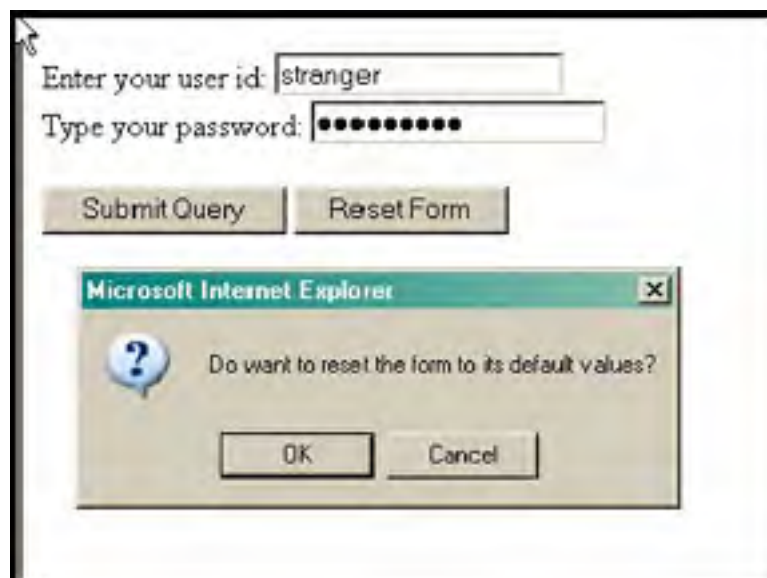 Enter your user id: stranger
Type your password: ●●●●●●●●●
Submit Query Reset Form
Microsoft Internet Explorer
?
Do want to reset the form to its default values?
OK Cancel